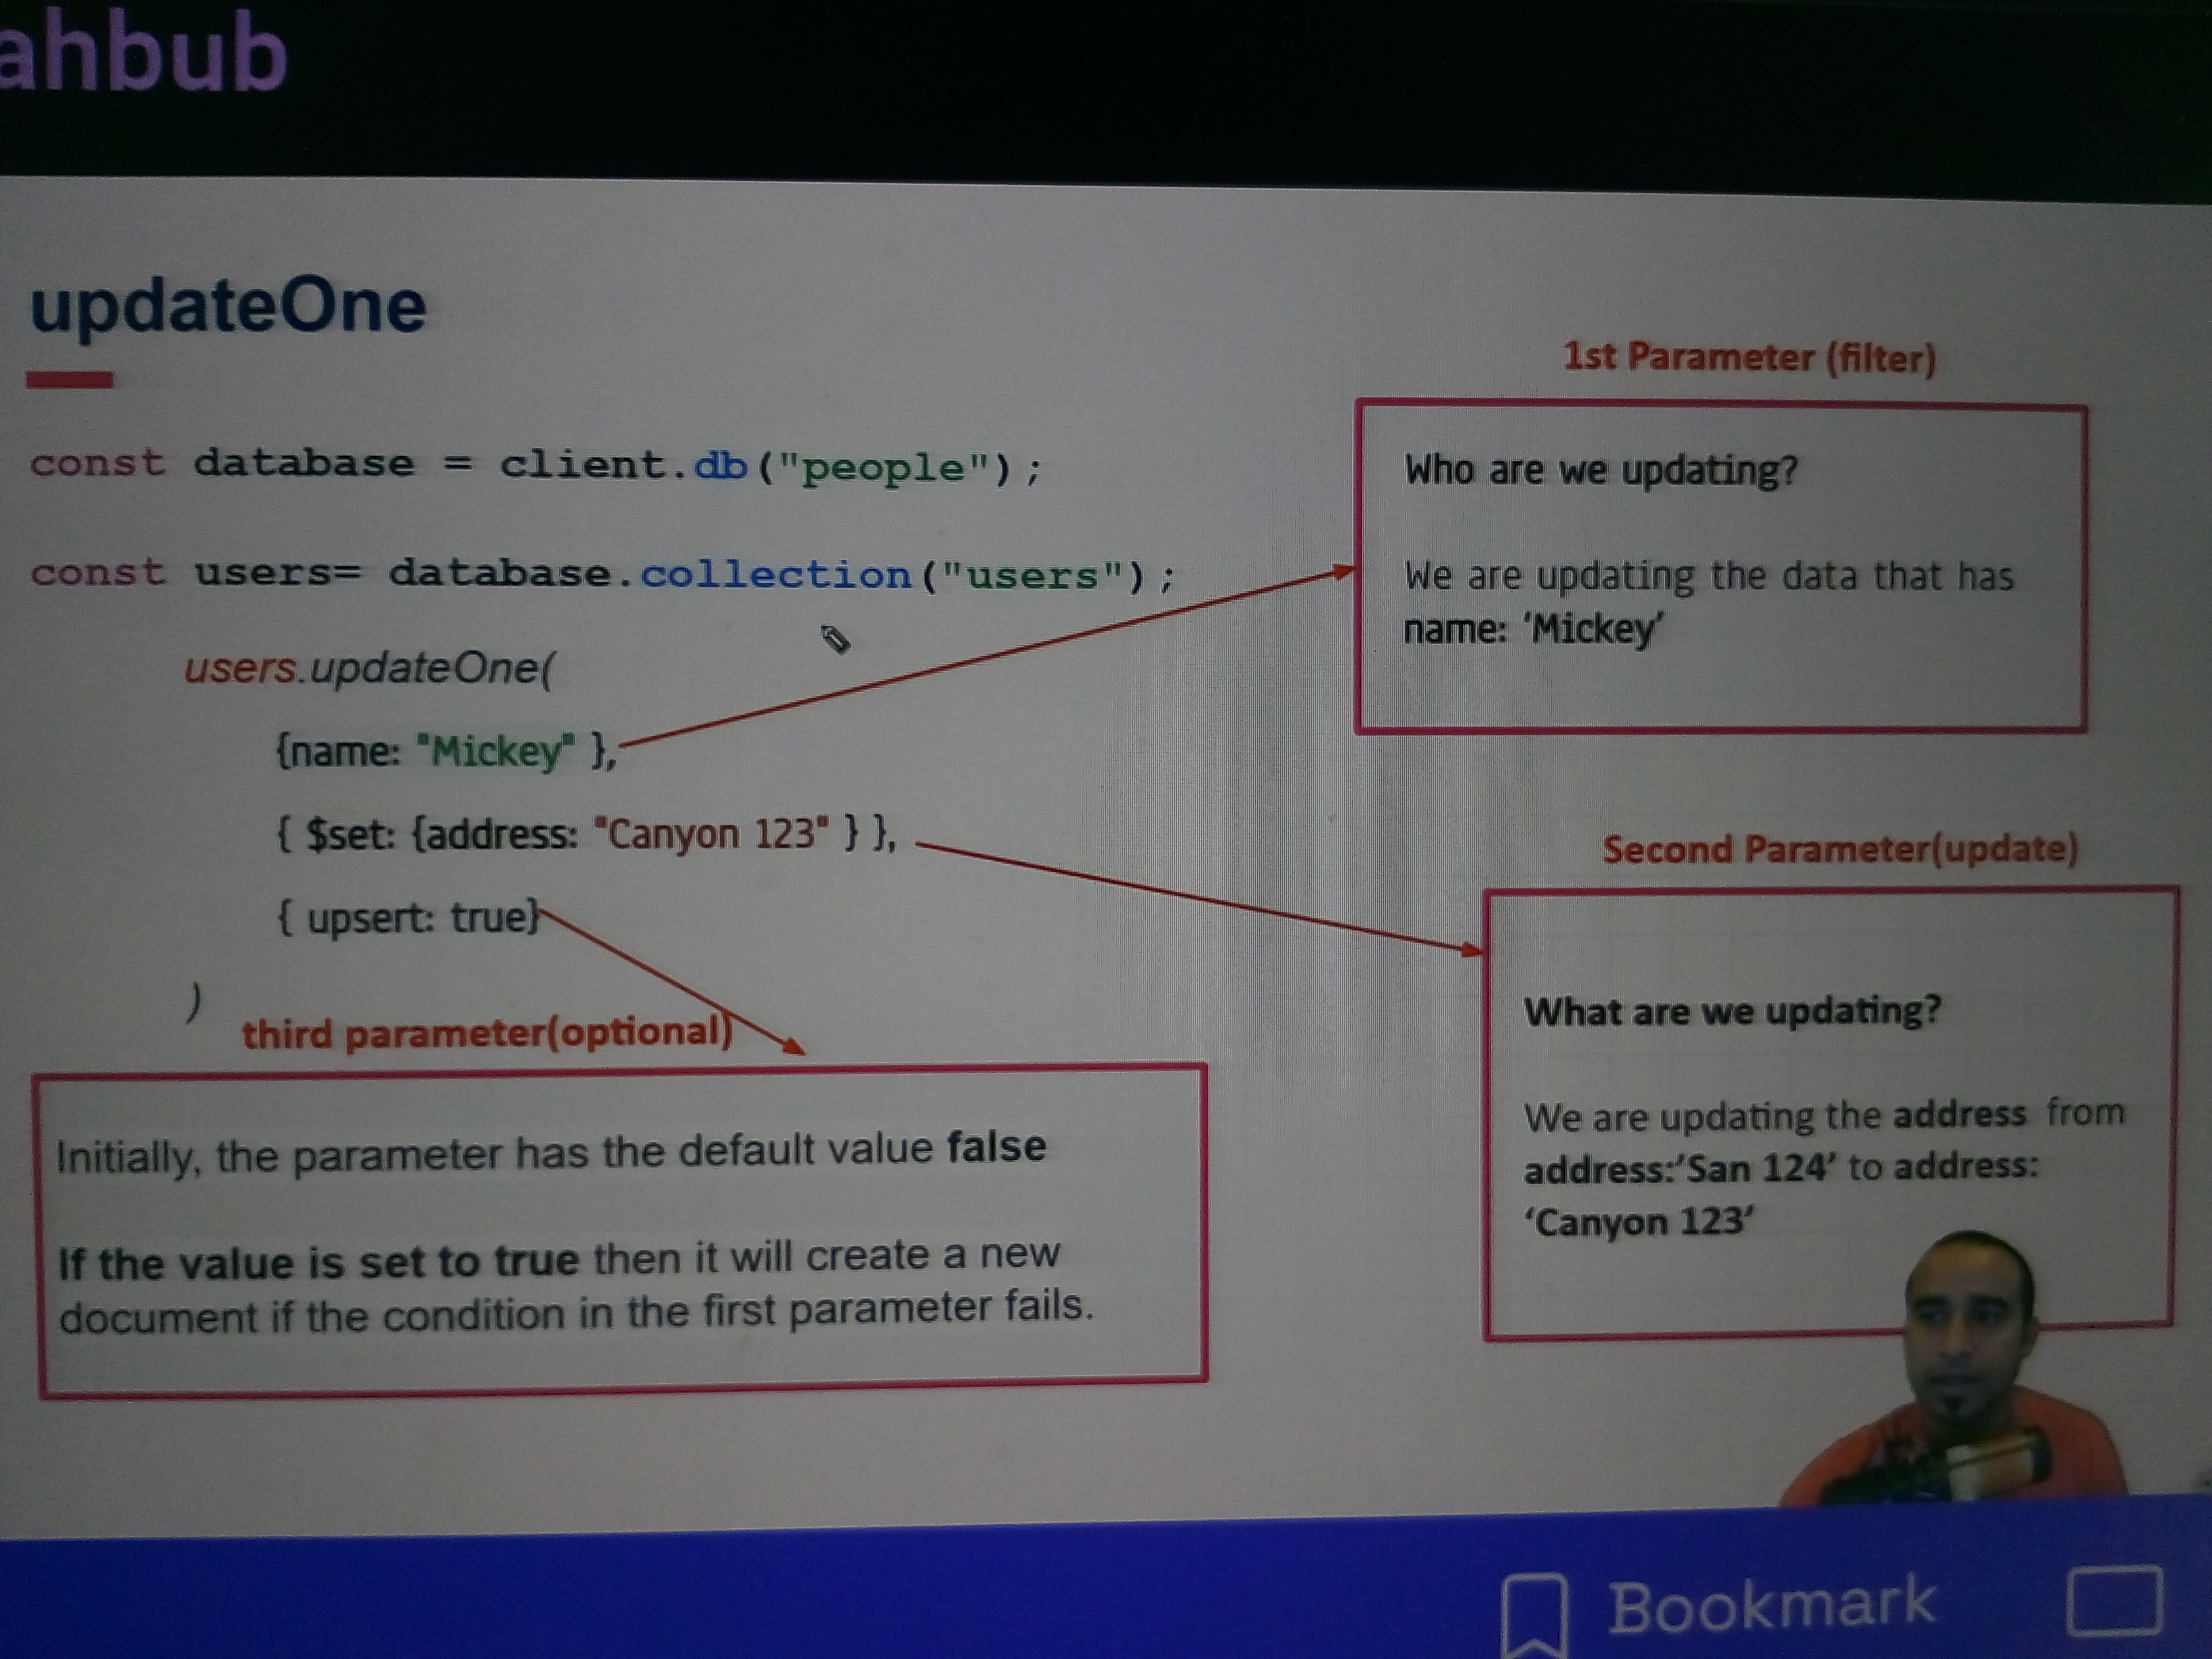 ahbub
updateOne
const database = client.db("people");
const users= database.collection("users");
users.updateOne(
{name: "Mickey" },
{ $set: {address: "Canyon 123" } },
{ upsert: true}
)
1st Parameter (filter)
Who are we updating?
We are updating the data that has
name: ‘Mickey’
Second Parameter(update)
What are we updating?
We are updating the address from
address:’San 124’ to address:
‘Canyon 123’
third parameter(optional)
Initially, the parameter has the default value false
If the value is set to true then it will create a new
document if the condition in the first parameter fails.
Bookmark